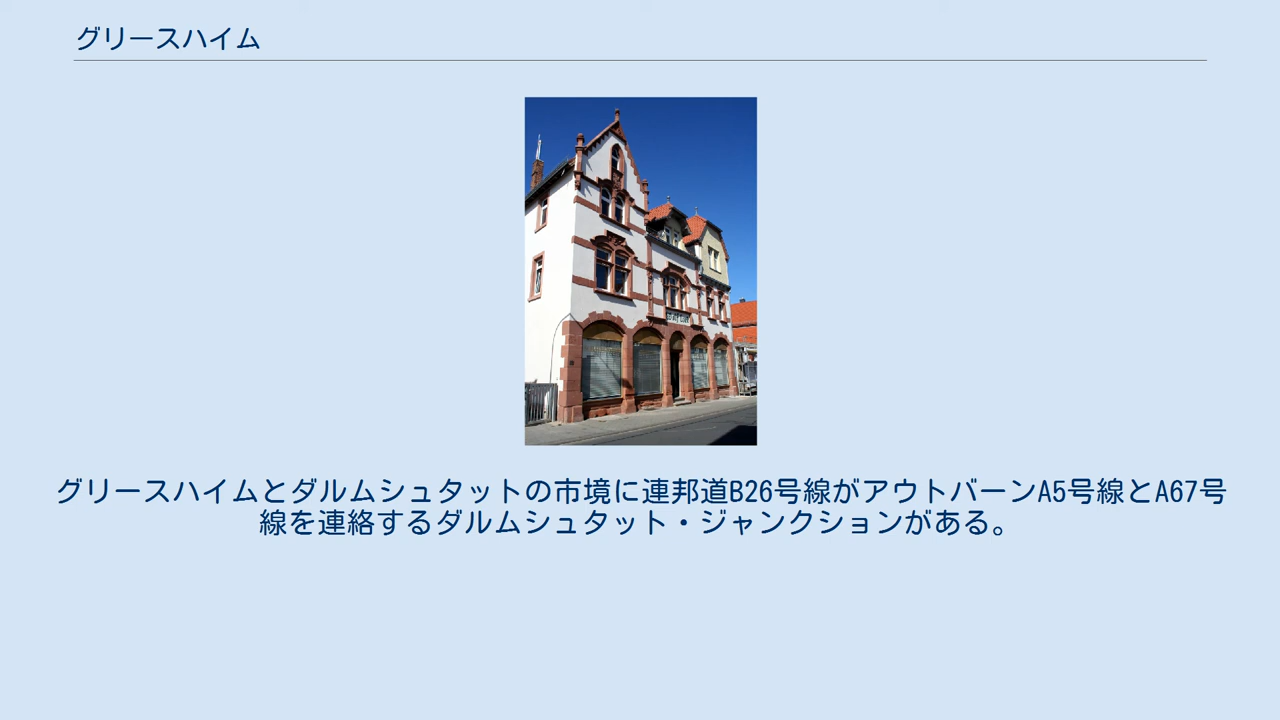 グリースハイム
グリースハイムとダルムシュタットの市境に連邦道B26号線がアウトバーンA5号線とA67号
線を連絡するダルムシュタット・ジャンクションがある。